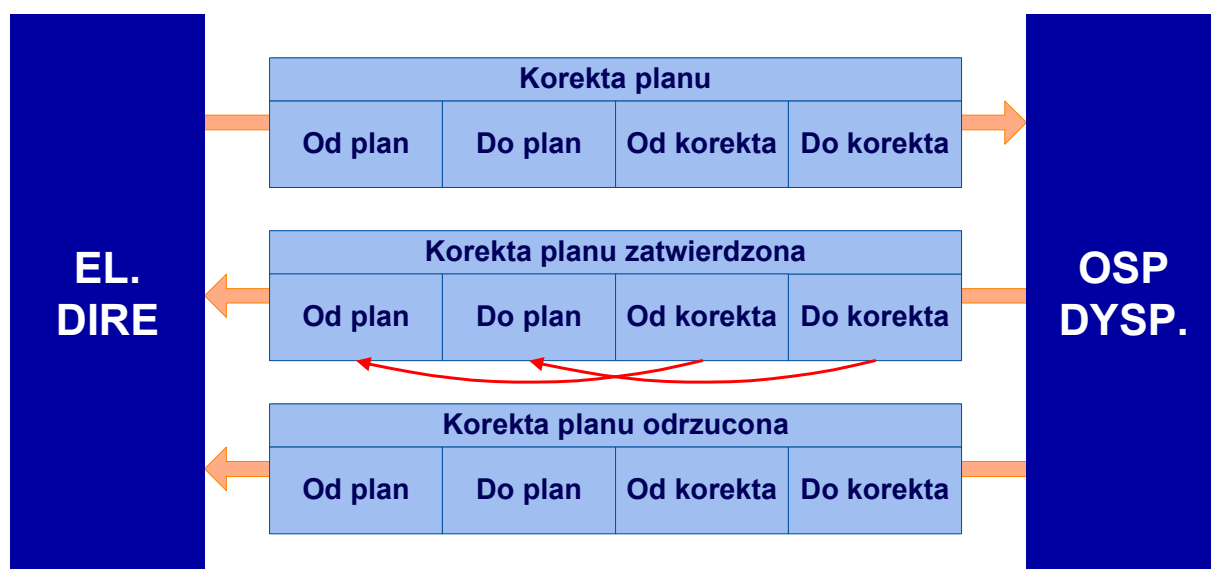 EL.
DIRE
Korekta planu
Od plan Do plan Od korekta Do korekta
Korekta planu zatwierdzona
Od plan Do plan Od korekta Do korekta
Korekta planu odrzucona
Od plan Do plan Od korekta Do korekta
OSP
DYSP.